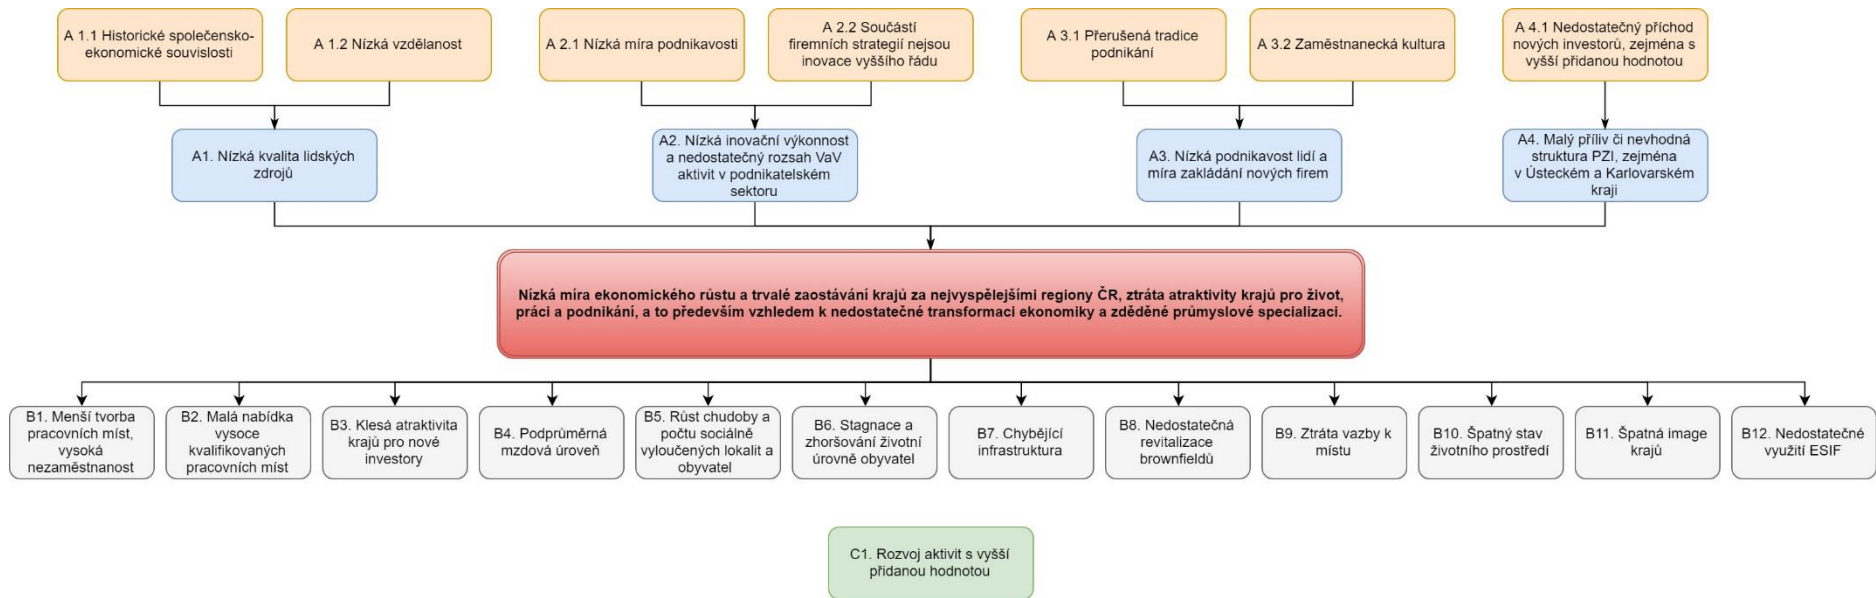 A 1.1 Historické společensko-
ekonomické souvislosti
A 1.2 Nízká vzdělanost
A 2.1 Nízká míra podnikavosti
A 2.2 Součástí
firemních strategií nejsou
inovace vyššího řádu
A 3.1 Přerušená tradice
podnikání
A 3.2 Zaměstnanecká kultura
A 4.1 Nedostatečný příchod
nových investorů, zejména s
vyšší přidanou hodnotou
A1. Nízká kvalita lidských
zdrojů
A2. Nízká inovační výkonnost
a nedostatečný rozsah VaV
aktivit v podnikatelském
sektoru
A3. Nízká podnikavost lidí a
míra zakládání nových firem
A4. Malý příliv či nevhodná
struktura PZI, zejména
v Ústeckém a Karlovarském
kraji
Nízká míra ekonomického růstu a trvalé zaostávání krajů za nejvyspělejšími regiony ČR, ztráta atraktivity krajů pro život,
práci a podnikání, a to především vzhledem k nedostatečné transformaci ekonomiky a zděděné průmyslové specializaci.
B1. Menší tvorba
pracovních míst,
vysoká
nezaměstnanost
B2. Malá nabídka
vysoce
kvalifikovaných
pracovních míst
B3. Klesá atraktivita
krajů pro nové
investory
B4. Podprůměrná
mzdová úroveň
B5. Růst chudoby a
počtu sociálně
vyloučených lokalit a
obyvatel
B6. Stagnace a
zhoršování životní
úrovně obyvatel
B7. Chybějící
infrastruktura
B8. Nedostatečná
revitalizace
brownfieldů
B9. Ztráta vazby k
místu
B10. Špatný stav
životního prostředí
B11. Špatná image
krajů
B12. Nedostatečné
využití ESIF
C1. Rozvoj aktivit s vyšší
přidanou hodnotou